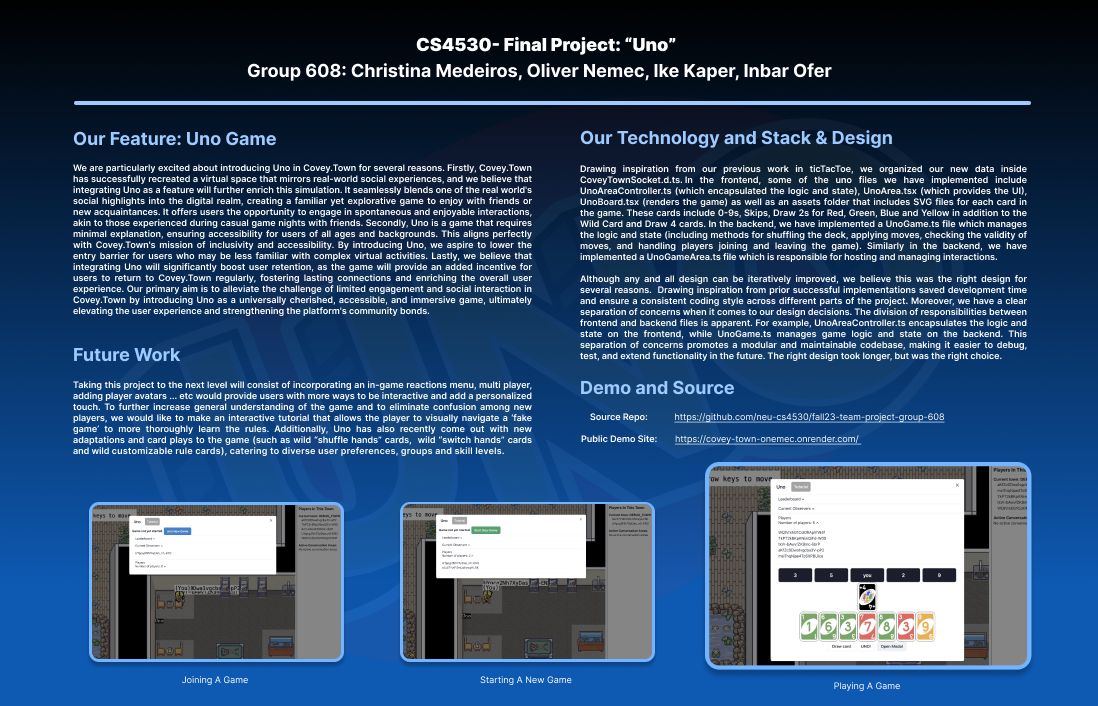 CS4530- Final Project: “Uno”
Group 608: Christina Medeiros, Oliver Nemec, Ike Kaper, Inbar Ofer
Our Feature: Uno Game
We are particularly excited about introducing Uno in Covey.Town for several reasons. Firstly, Covey.Town
has successfully recreated a virtual space that mirrors real-world social experiences, and we believe that
integrating Uno as a feature will further enrich this simulation. It seamlessly blends one of the real world's
social highlights into the digital realm, creating a familiar yet explorative game to enjoy with friends or
new acquaintances. It offers users the opportunity to engage in spontaneous and enjoyable interactions,
akin to those experienced during casual game nights with friends. Secondly, Uno is a game that requires
minimal explanation, ensuring accessibility for users of all ages and backgrounds. This aligns perfectly
with Covey.Town's mission of inclusivity and accessibility. By introducing Uno, we aspire to lower the
entry barrier for users who may be less familiar with complex virtual activities. Lastly, we believe that
integrating Uno will significantly boost user retention, as the game will provide an added incentive for
users to return to Covey.Town regularly, fostering lasting connections and enriching the overall user
experience. Our primary aim is to alleviate the challenge of limited engagement and social interaction in
Covey.Town by introducing Uno as a universally cherished, accessible, and immersive game, ultimately
elevating the user experience and strengthening the platform's community bonds.
Future Work
Taking this project to the next level will consist of incorporating an in-game reactions menu, multi player,
adding player avatars ... etc would provide users with more ways to be interactive and add a personalized
touch. To further increase general understanding of the game and to eliminate confusion among new
players, we would like to make an interactive tutorial that allows the player to visually navigate a 'fake
game' to more thoroughly learn the rules. Additionally, Uno has also recently come out with new
adaptations and card plays to the game (such as wild “shuffle hands” cards, wild “switch hands” cards
and wild customizable rule cards), catering to diverse user preferences, groups and skill levels.
Our Technology and Stack & Design
Drawing inspiration from our previous work in ticTacToe, we organized our new data inside
CoveyTownSocket.d.ts. In the frontend, some of the uno files we have implemented include
UnoAreaController.ts (which encapsulated the logic and state), UnoArea.tsx (which provides the UI),
UnoBoard.tsx (renders the game) as well as an assets folder that includes SVG files for each card in
the game. These cards include 0-9s, Skips, Draw 2s for Red, Green, Blue and Yellow in addition to the
Wild Card and Draw 4 cards. In the backend, we have implemented a UnoGame.ts file which manages
the logic and state (including methods for shuffling the deck, applying moves, checking the validity of
moves, and handling players joining and leaving the game). Similarly in the backend, we have
implemented a UnoGameArea.ts file which is responsible for hosting and managing interactions.
Although any and all design can be iteratively improved, we believe this was the right design for
several reasons. Drawing inspiration from prior successful implementations saved development time
and ensure a consistent coding style across different parts of the project. Moreover, we have a clear
separation of concerns when it comes to our design decisions. The division of responsibilities between
frontend and backend files is apparent. For example, UnoAreaController.ts encapsulates the logic and
state on the frontend, while UnoGame.ts manages game logic and state on the backend. This
separation of concerns promotes a modular and maintainable codebase, making it easier to debug,
test, and extend functionality in the future. The right design took longer, but was the right choice.
Demo and Source
Source Repo: https://github.com/neu-cs4530/fall23-team-project-group-608
Public Demo Site: https://covey-town-onemec.onrender.com/
Uno Tutorial
Leaderboard
Current Observers
Players
Joining A Game
Uno Tutorial
Leaderboard
Current Observers
Players
Starting A New Game
row keys to move
Players In This
Uno Tutorial
Leaderboard
Current Observers
Players
Number of players: 5
3 5 you 2 9
1 6 3 7 8 3 9
Draw card UNO! Open Modal
Playing A Game